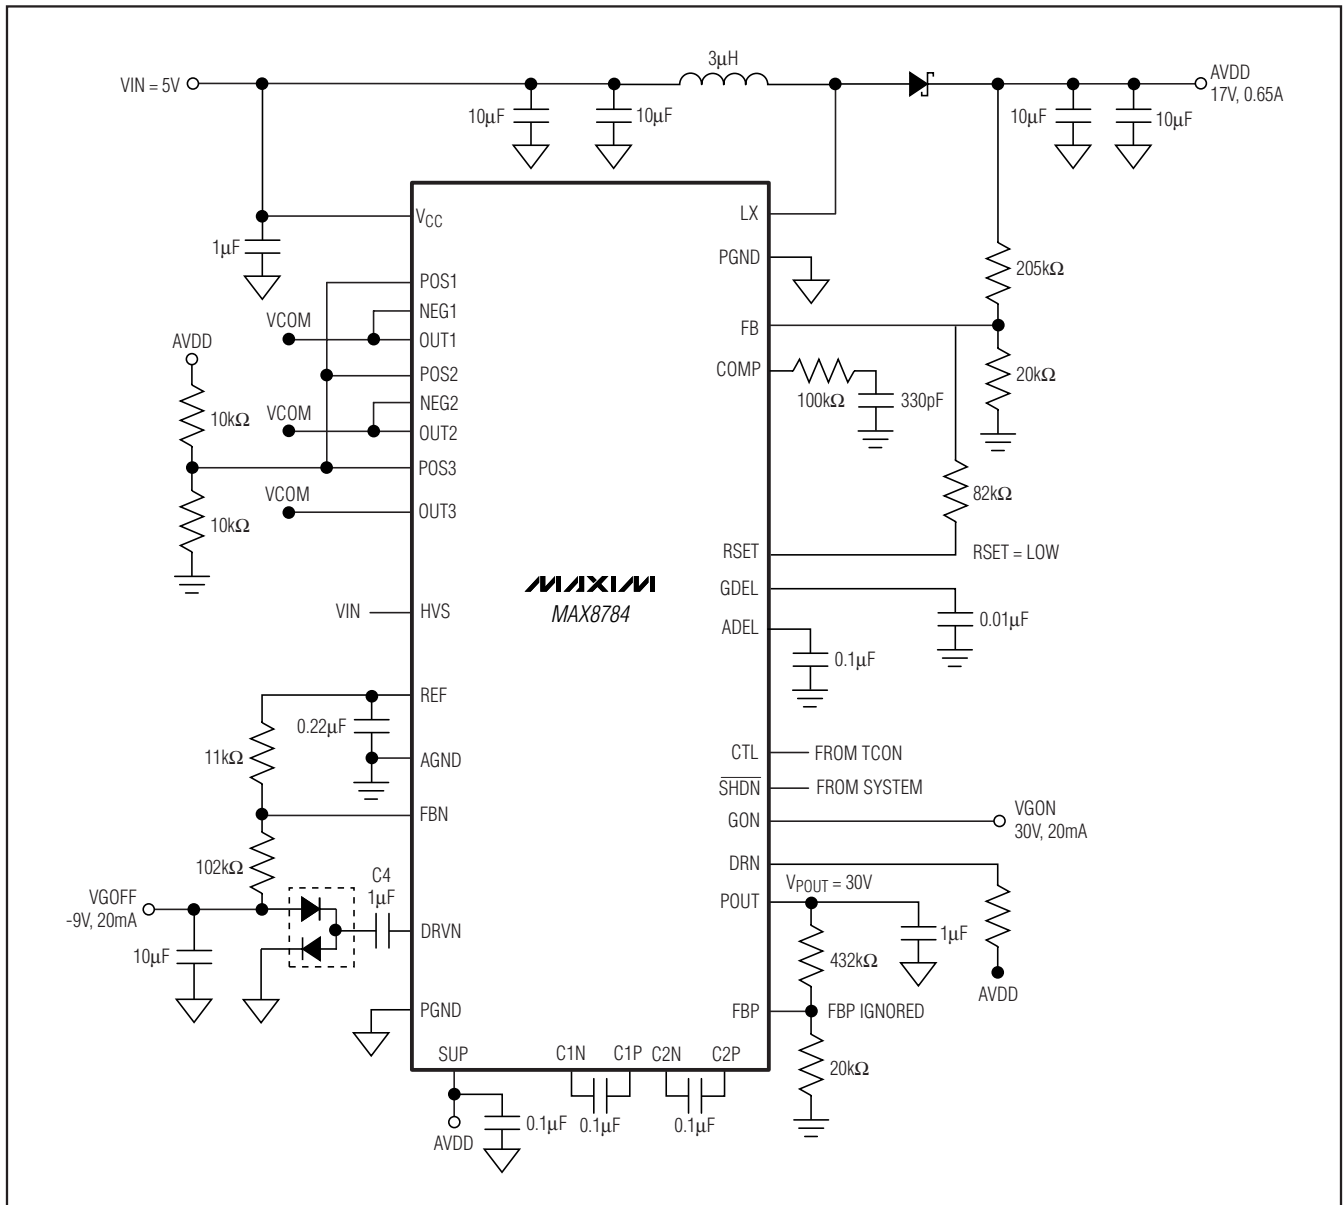 3μH
VIN = 5V
AVDD
17V, 0.65A
10μF
10μF
10μF
10μF
VCC
LX
1μF
PGND
205kΩ
POS1
NEG1
VCOM
OUT1
FB
AVDD
POS2
COMP
20kΩ
100kΩ
330pF
10kΩ
VCOM
NEG2
OUT2
POS3
VCOM
82kΩ
10kΩ
OUT3
RSET
RSET = LOW
MAXIM
MAX8784
GDEL
VIN
HVS
0.01μF
ADEL
0.1μF
REF
0.22μF
11kΩ
AGND
CTL
FROM TCON
SHDN
FROM SYSTEM
FBN
GON
VGON
30V, 20mA
102kΩ
DRN
C4
1μF
VPOUT = 30V
VGOFF
-9V, 20mA
POUT
DRVN
1μF
10μF
432kΩ
AVDD
PGND
FBP
FBP IGNORED
SUP
C1N
C1P
C2N
C2P
20kΩ
0.1μF
0.1μF
0.1μF
AVDD